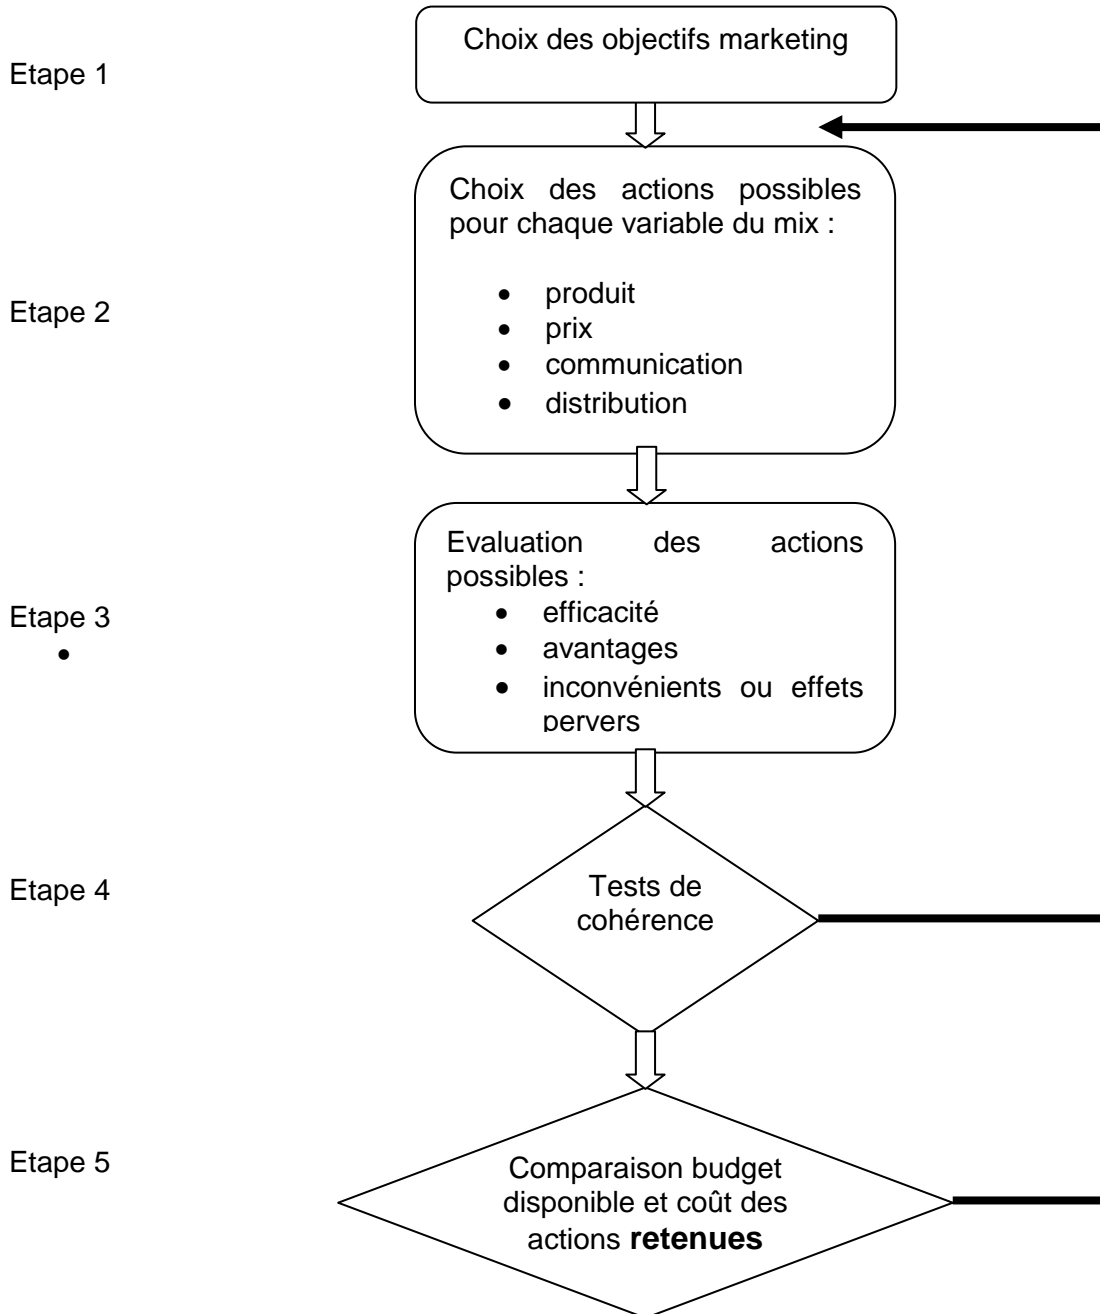 Choix des objectifs marketing
Etape 1
Choix des actions possibles
pour chaque variable du mix :
• produit
Etape 2
• prix
• communication
• distribution
Evaluation des actions
possibles :
• efficacité
Etape 3
• avantages
•
• inconvénients ou effets
pervers
Tests de
Etape 4
cohérence
Etape 5
Comparaison budget
disponible et coût des
actions retenues